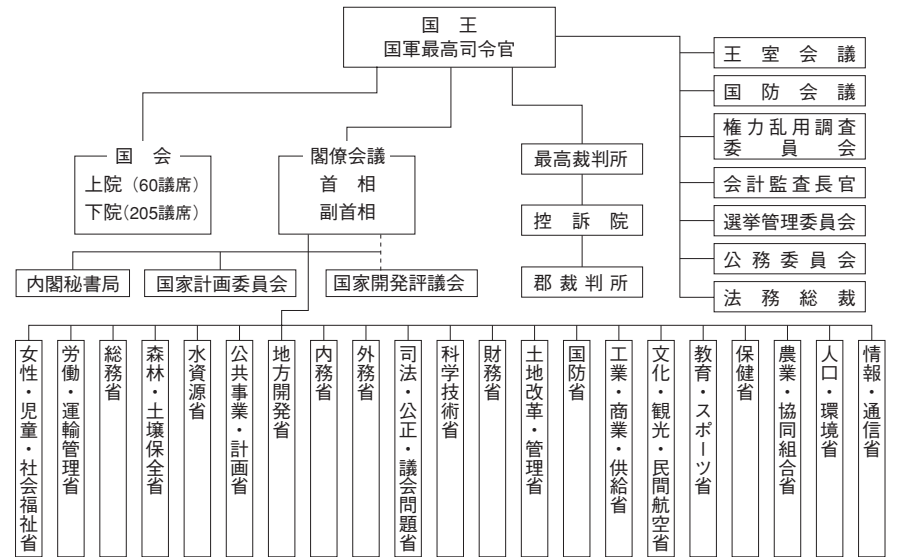 国王
国軍最高司令官
王室会議
国防会議
権力乱用調査
委員会
会計監査長官
選挙管理委員会
公務委員会
法務総裁
国会
上院（60議席）
下院（205議席）
閣僚会議
首相
副首相
最高裁判所
控訴院
郡裁判所
内閣秘書局
国家計画委員会
国家開発評議会
女性・児童・社会福祉省
労働・運輸管理省
総務省
森林・土壌保全省
水資源省
公共事業・計画省
地方開発省
内務省
外務省
司法・公正・議会問題省
科学技術省
財務省
土地改革・管理省
国防省
工業・商業・供給省
文化・観光・民間航空省
教育・スポーツ省
保健省
農業・協同組合省
人口・環境省
情報・通信省